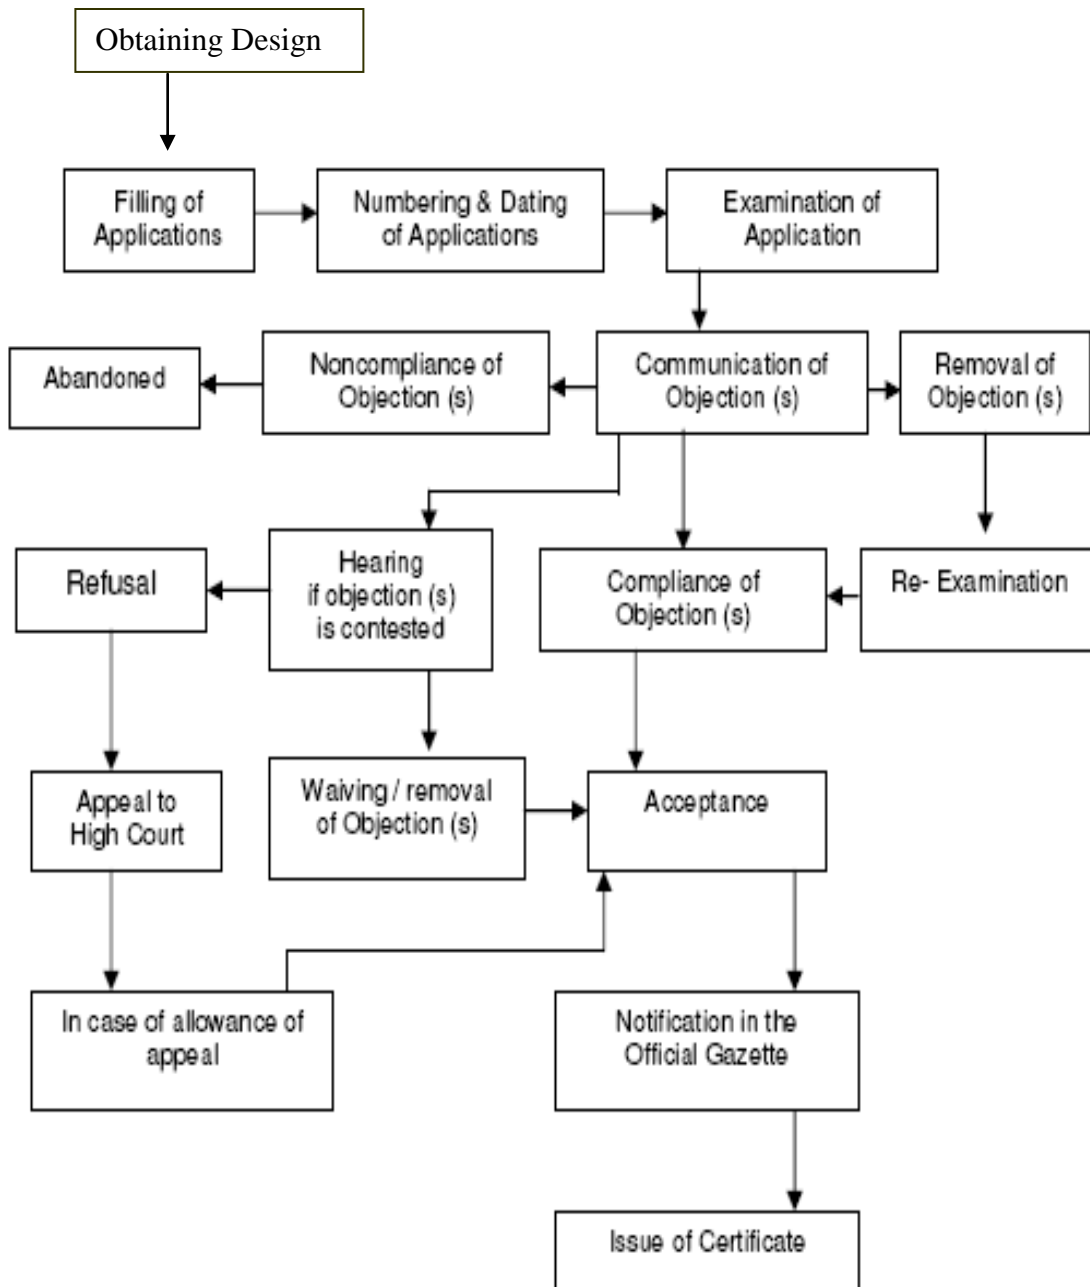 Obtaining Design
Filling of
Applications
Numbering & Dating
of Applications
Examination of
Application
Abandoned
Noncompliance of
Objection (s)
Communication of
Objection (s)
Removal of
Objection (s)
Refusal
Hearing
if objection (s)
is contested
Compliance of
Objection (s)
Re- Examination
Appeal to
High Court
Waiving / removal
of Objection (s)
Acceptance
In case of allowance of
appeal
Notification in the
Official Gazette
Issue of Certificate